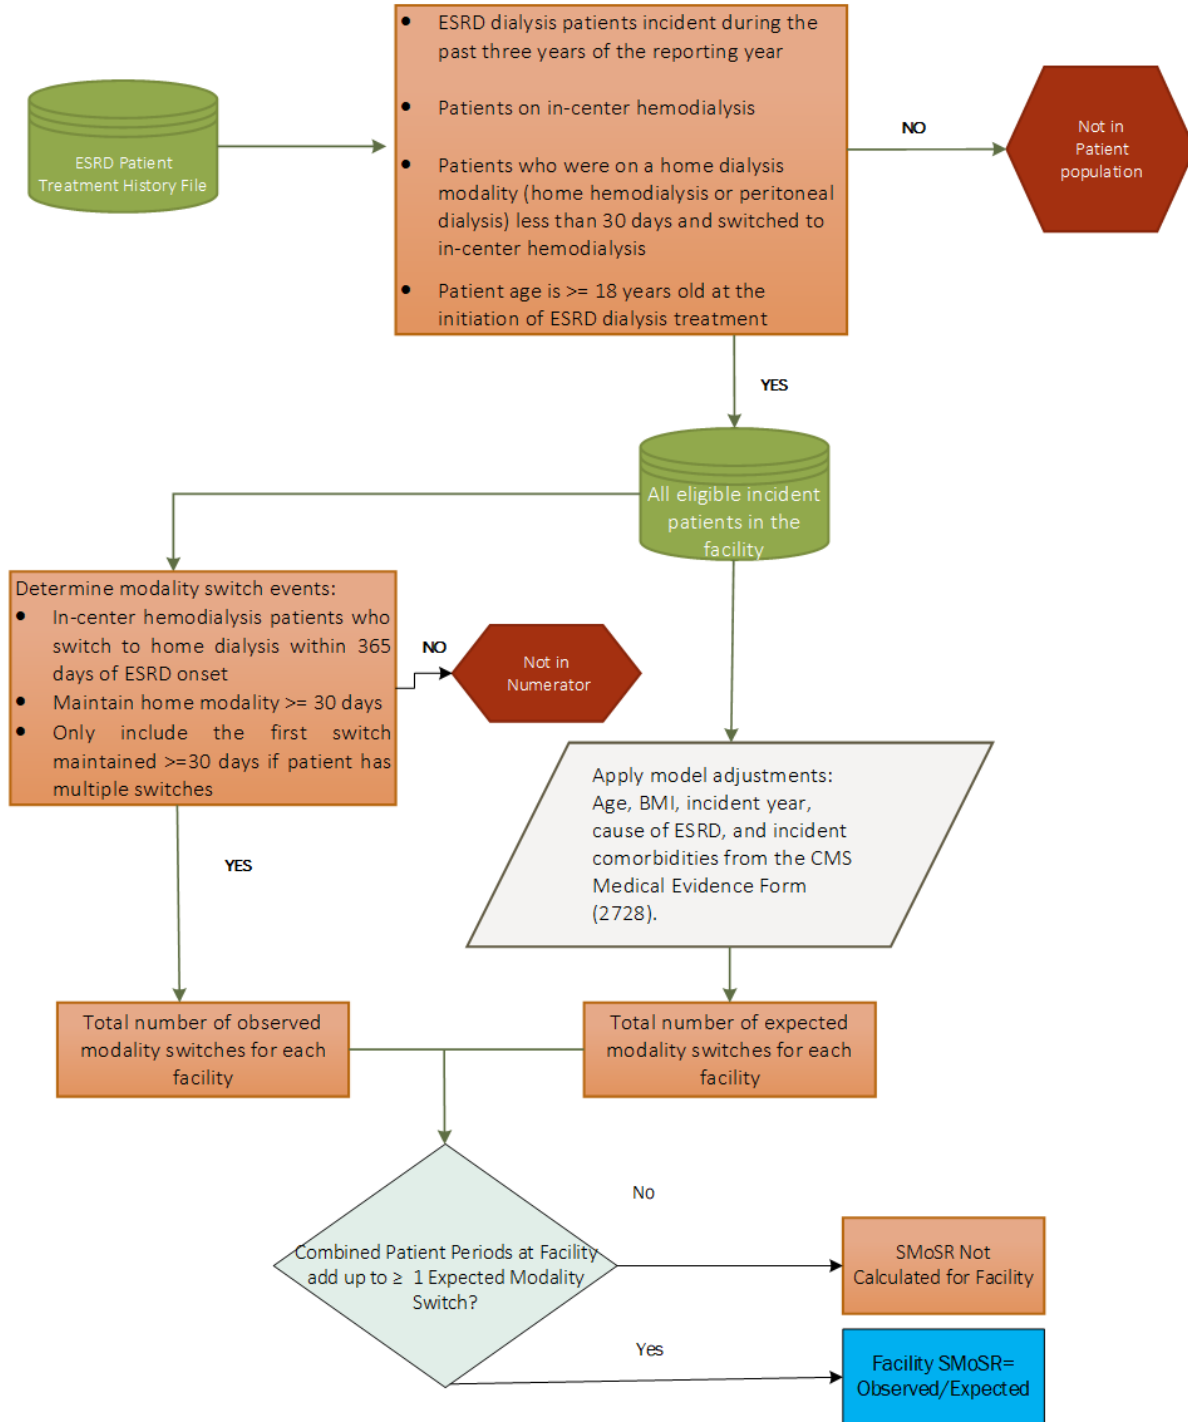 • ESRD dialysis patients incident during the
past three years of the reporting year
• Patients on in-center hemodialysis
• Patients who were on a home dialysis
modality (home hemodialysis or peritoneal
dialysis) less than 30 days and switched to
in-center hemodialysis
• Patient age is >= 18 years old at the
initiation of ESRD dialysis treatment
ESRD Patient
Treatment History File
NO
Not in
Patient
population
YES
All eligible incident
patients in the
facility
Determine modality switch events:
• In-center hemodialysis patients who
switch to home dialysis within 365
days of ESRD onset
• Maintain home modality >= 30 days
• Only include the first switch
maintained >=30 days if patient has
multiple switches
NO
Not in
Numerator
YES
Apply model adjustments:
Age, BMI, incident year,
cause of ESRD, and incident
comorbidities from the CMS
Medical Evidence Form
(2728).
Total number of observed
modality switches for each
facility
Total number of expected
modality switches for each
facility
Combined Patient Periods at Facility
add up to ≥ 1 Expected Modality
Switch?
No
SMoSR Not
Calculated for Facility
Yes
Facility SMoSR=
Observed/Expected